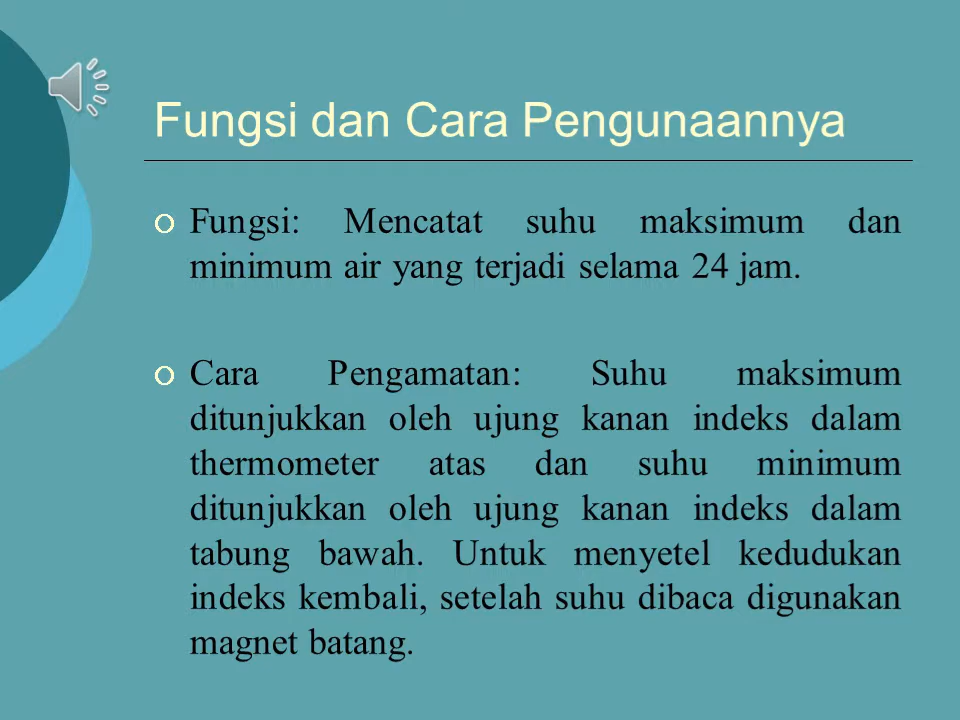 Fungsi dan Cara Pengunaannya
Fungsi: Mencatat suhu maksimum dan
minimum air yang terjadi selama 24 jam.
Cara Pengamatan: Suhu maksimum
ditunjukkan oleh ujung kanan indeks dalam
thermometer atas dan suhu minimum
ditunjukkan oleh ujung kanan indeks dalam
tabung bawah. Untuk menyetel kedudukan
indeks kembali, setelah suhu dibaca digunakan
magnet batang.